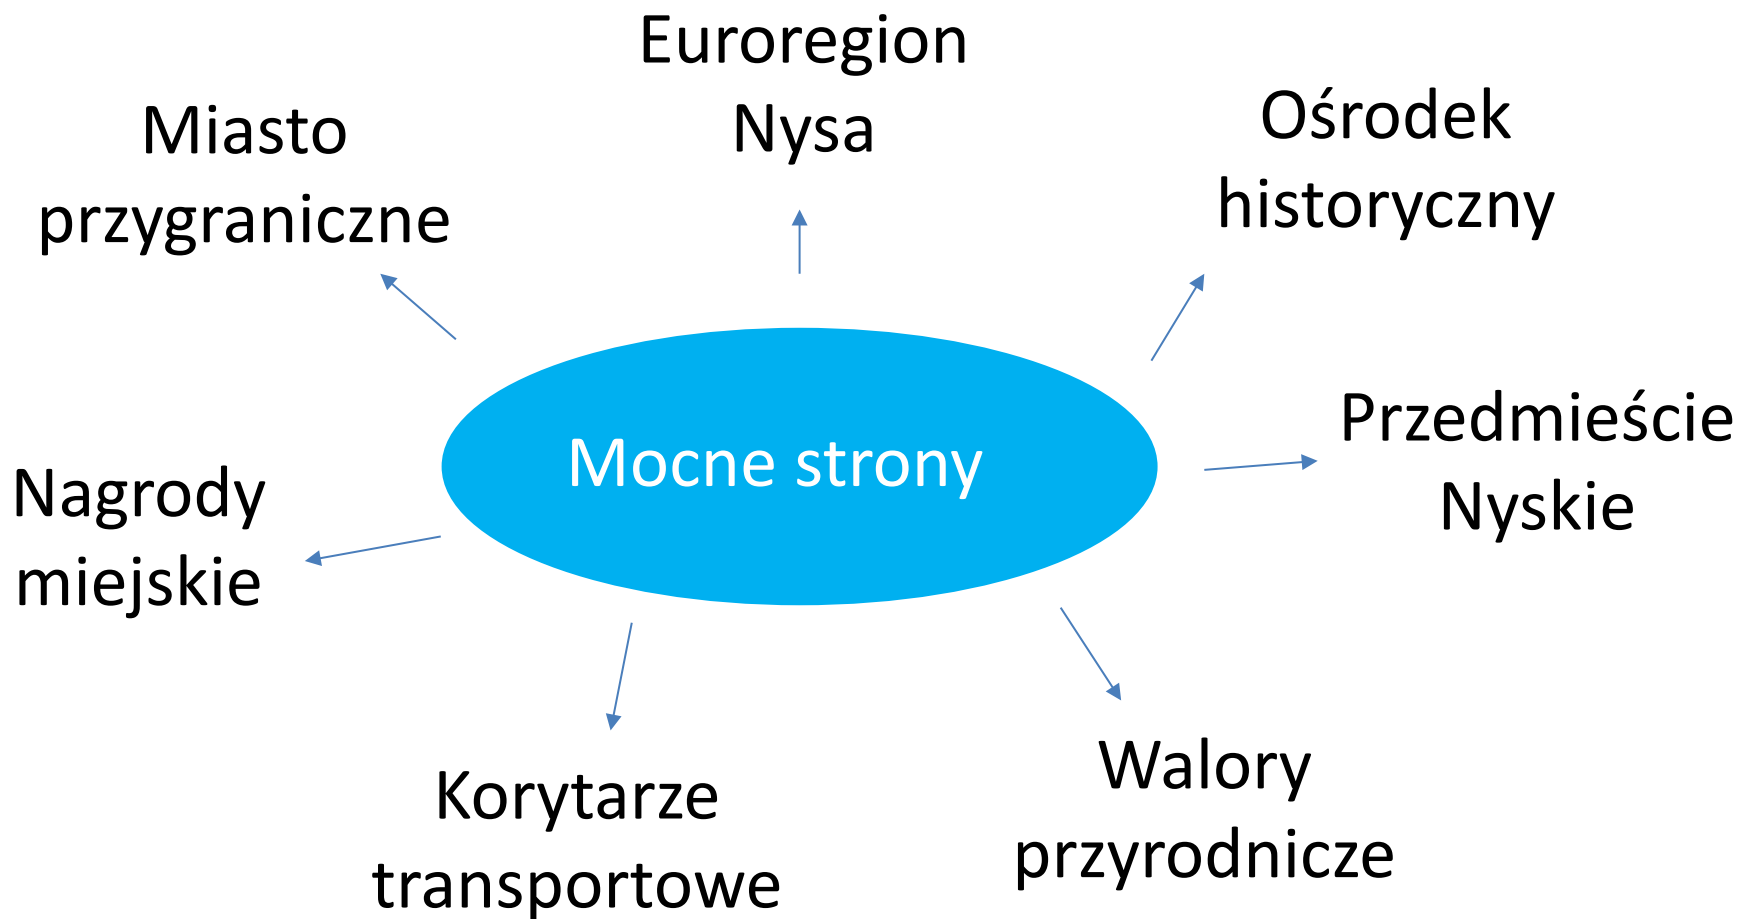 Euroregion
Nysa
Miasto
przygraniczne
Ośrodek
historyczny
Mocne strony
Przedmieście
Nyskie
Nagrody
miejskie
Korytarze
transportowe
Walory
przyrodnicze